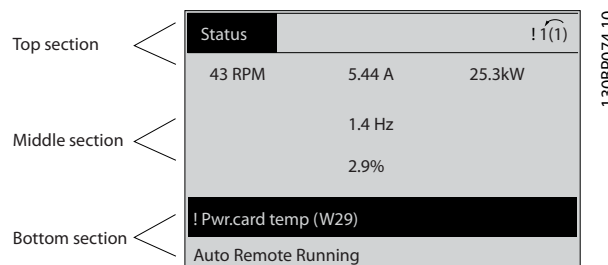 Top section
Status
! 1(1)
43 RPM 5.44 A 25.3kW
Middle section
1.4 Hz
2.9%
! Pwr.card temp (W29)
Bottom section
Auto Remote Running
130BP074.10